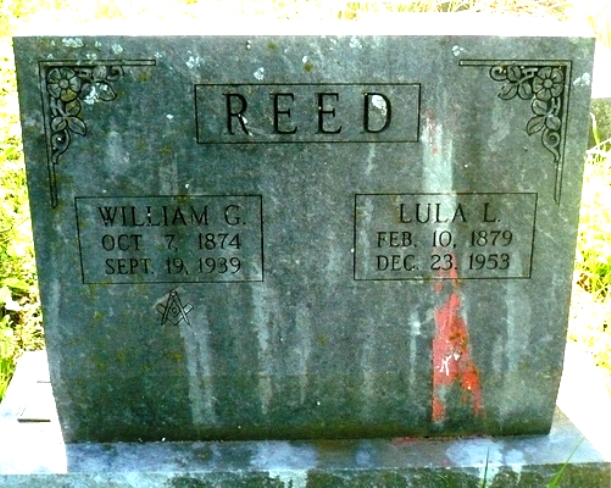 REED
WILLIAM G.
OCT. 7, 1874
SEPT. 19, 1939
LULA L.
FEB. 10, 1879
DEC. 23, 1953